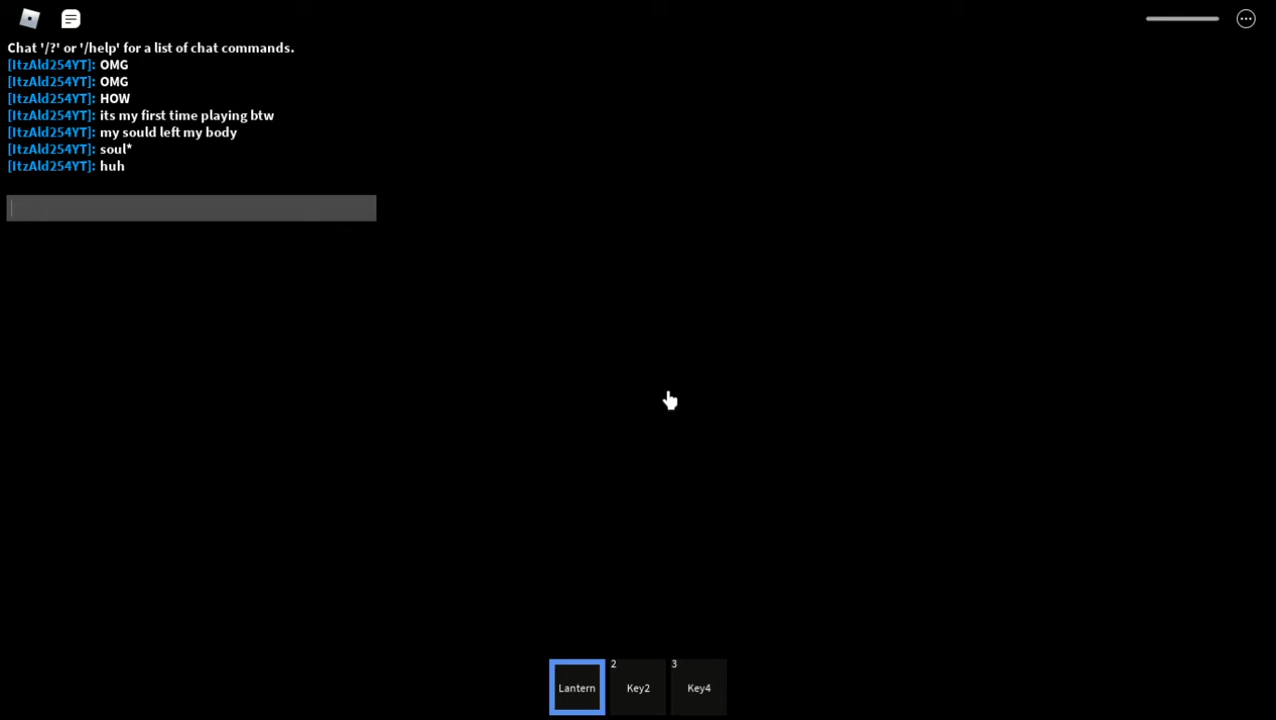 Chat '/?' or '/help' for a list of chat commands.
[ItzAld254YT]: OMG
[ItzAld254YT]: OMG
[ItzAld254YT]: HOW
[ItzAld254YT]: its my first time playing btw
[ItzAld254YT]: my sould left my body
[ItzAld254YT]: soul*
[ItzAld254YT]: huh
2 3
Lantern Key2 Key4